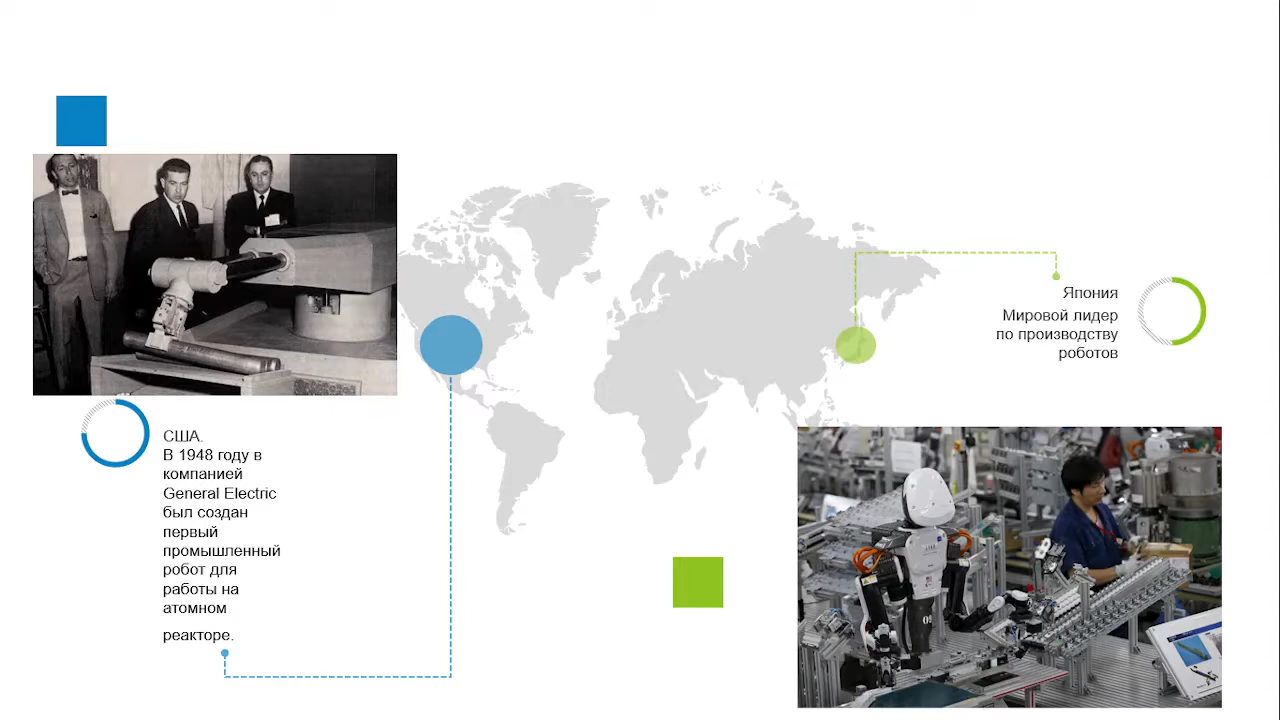 США.
В 1948 году в
компанией
General Electric
был создан
первый
промышленный
робот для
работы на
атомном
реакторе.
Япония
Мировой лидер
по производству
роботов